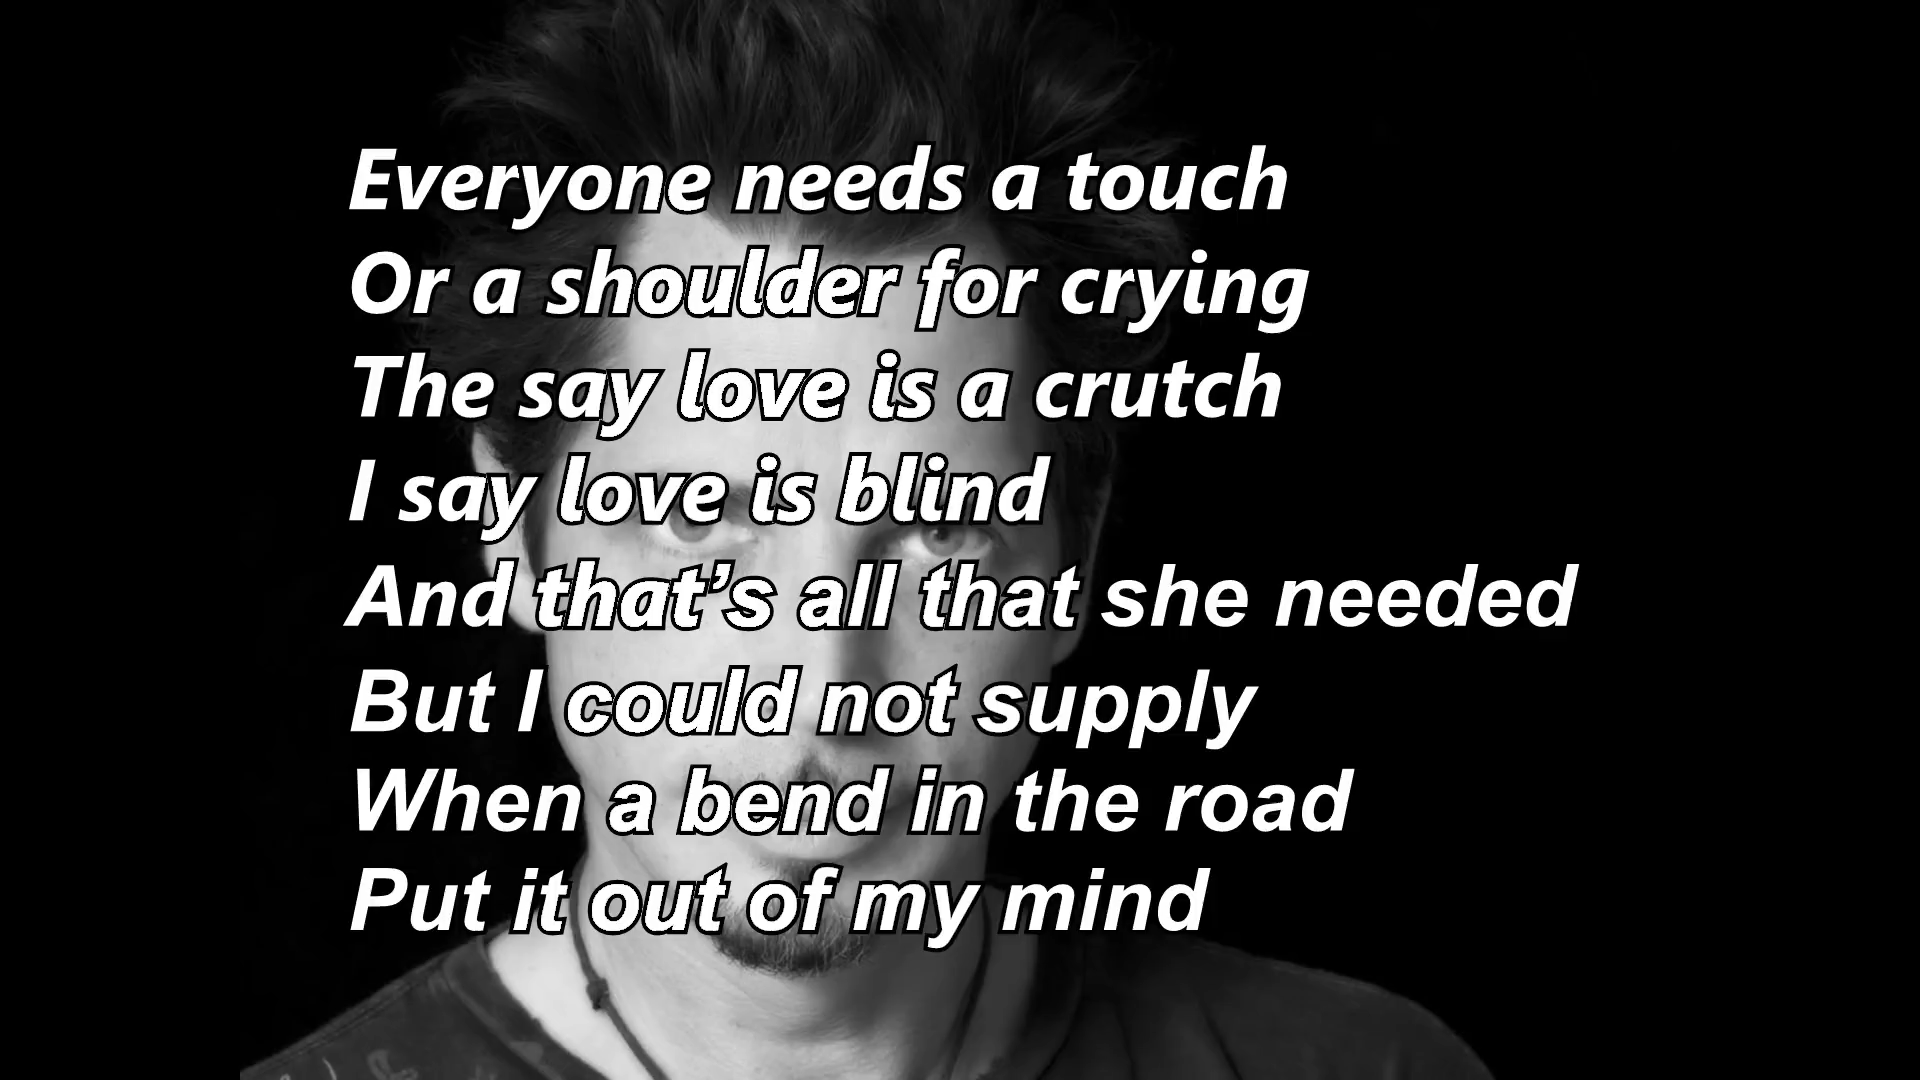 Everyone needs a touch
Or a shoulder for crying
The say love is a crutch
I say love is blind
And that’s all that she needed
But I could not supply
When a bend in the road
Put it out of my mind